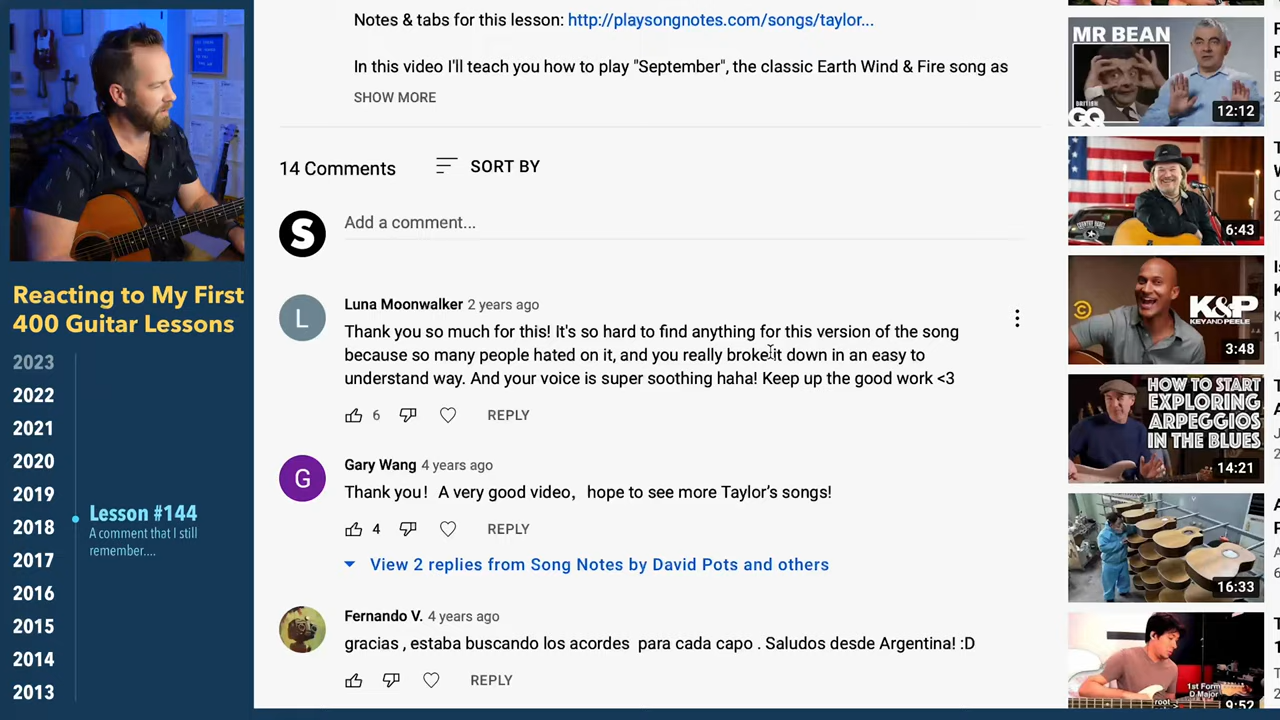 Notes & tabs for this lesson: http://playsongnotes.com/songs/taylor...
In this video I'll teach you how to play "September", the classic Earth Wind & Fire song as
SHOW MORE
14 Comments
SORT BY
S
Add a comment...
L
Luna Moonwalker 2 years ago
Thank you so much for this! It's so hard to find anything for this version of the song
because so many people hated on it, and you really broke it down in an easy to
understand way. And your voice is super soothing haha! Keep up the good work <3
6
REPLY
G
Gary Wang 4 years ago
Thank you！ A very good video， hope to see more Taylor's songs!
4
REPLY
View 2 replies from Song Notes by David Pots and others
Fernando V. 4 years ago
gracias , estaba buscando los acordes para cada capo . Saludos desde Argentina! :D
REPLY
Reacting to My First
400 Guitar Lessons
2023
2022
2021
2020
2019
2018
2017
2016
2015
2014
2013
Lesson #144
A comment that I still
remember....
MR BEAN
BRITISH
GQ
12:12
6:43
K&P
KEY AND PEELE
3:48
HOW TO START
EXPLORING
ARPEGGIOS
IN THE BLUES
14:21
16:33
1st Form
D Major
root
9:52